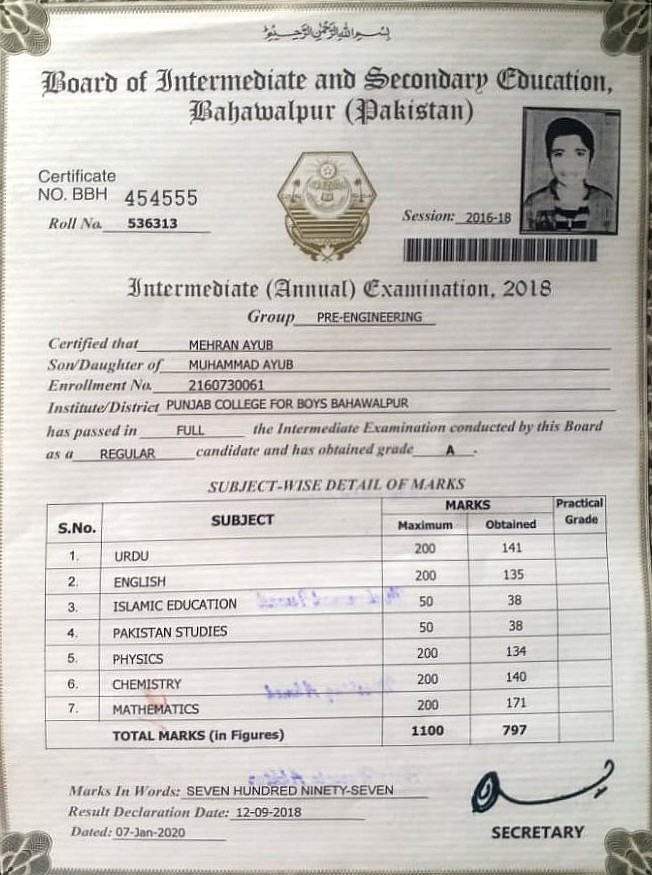 بسم اللہ الرحمٰن الرحیم
Board of Intermediate and Secondary Education,
Bahawalpur (Pakistan)
Certificate
NO. BBH 454555
Roll No. 536313
Session: 2016-18
Intermediate (Annual) Examination, 2018
Group PRE-ENGINEERING
Certified that MEHRAN AYUB
Son/Daughter of MUHAMMAD AYUB
Enrollment No. 2160730061
Institute/District PUNJAB COLLEGE FOR BOYS BAHAWALPUR
has passed in FULL the Intermediate Examination conducted by this Board
as a REGULAR candidate and has obtained grade A .
SUBJECT-WISE DETAIL OF MARKS
S.No. SUBJECT MARKS Practical Grade
Maximum Obtained
1. URDU 200 141
2. ENGLISH 200 135
3. ISLAMIC EDUCATION 50 38
4. PAKISTAN STUDIES 50 38
5. PHYSICS 200 134
6. CHEMISTRY 200 140
7. MATHEMATICS 200 171
TOTAL MARKS (in Figures) 1100 797
Marks In Words: SEVEN HUNDRED NINETY-SEVEN
Result Declaration Date: 12-09-2018
Dated: 07-Jan-2020
SECRETARY